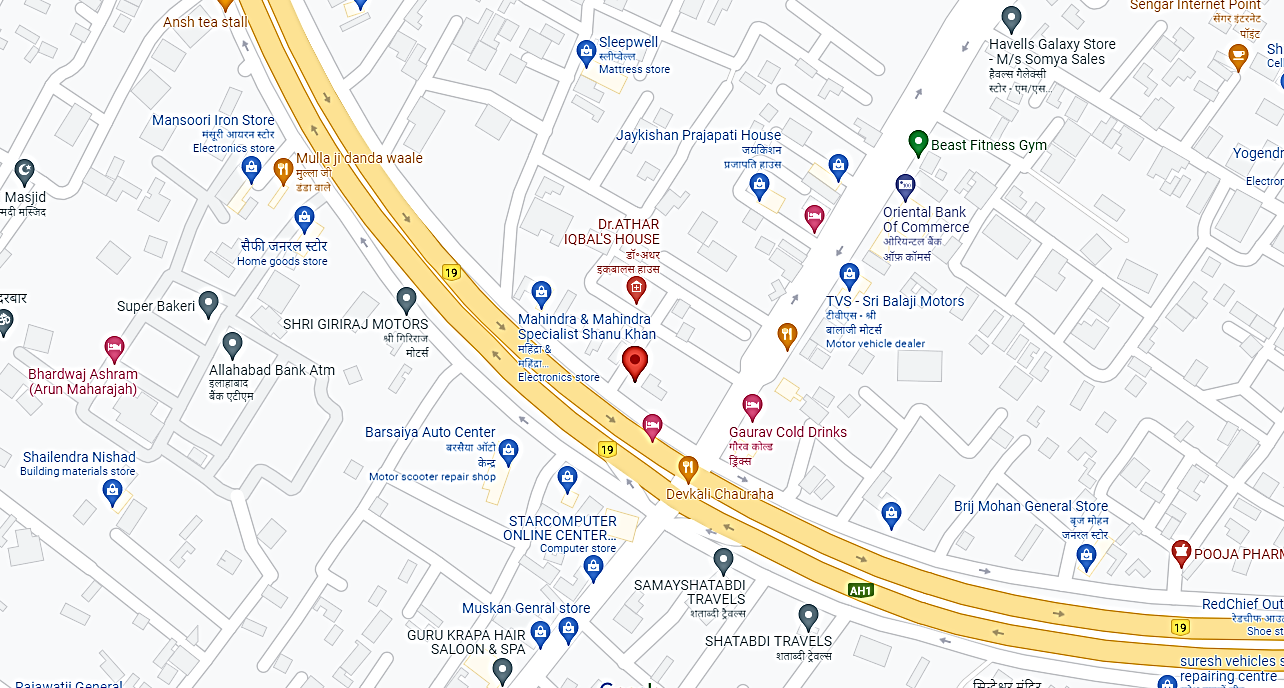 Ansh tea stall
Sleepwell
स्लीपवेल्ल
Mattress store
Sengar Internet Point
सेंगर इंटरनेट
पॉइंट
Havells Galaxy Store
- M/s Somya Sales
हैवल्स गैलेक्सी
स्टोर - एम/एस...
Mansoori Iron Store
मंसूरी आयरन स्टोर
Electronics store
Mulla ji danda waale
मुल्ला जी
डंडा वाले
Jaykishan Prajapati House
जयकिशन
प्रजापति हाउस
Beast Fitness Gym
Yogendr
Electron
Masjid
मदी मस्जिद
Oriental Bank
Of Commerce
ओरियन्टल बैंक
ऑफ़ कॉमर्स
सैफी जनरल स्टोर
Home goods store
Dr.ATHAR
IQBAL'S HOUSE
डॉ॰अथर
इकबालस हाउस
19
दरबार
Super Bakeri
SHRI GIRIRAJ MOTORS
श्री गिरिराज
मोटर्स
Mahindra & Mahindra
Specialist Shanu Khan
महिंद्रा &
महिंद्रा...
Electronics store
TVS - Sri Balaji Motors
टीवीएस - श्री
बालाजी मोटर्स
Motor vehicle dealer
Bhardwaj Ashram
(Arun Maharajah)
Allahabad Bank Atm
इलाहाबाद
बैंक एटीएम
Barsaiya Auto Center
बरसैया ऑटो
केन्द्र
Motor scooter repair shop
19
Gaurav Cold Drinks
गौरव कोल्ड
ड्रिंक्स
Shailendra Nishad
Building materials store
Devkali Chauraha
STARCOMPUTER
ONLINE CENTER...
Computer store
Brij Mohan General Store
बृज मोहन
जनरल स्टोर
POOJA PHARM
SAMAYSHATABDI
TRAVELS
शताब्दी ट्रैवल्स
AH1
Muskan Genral store
GURU KRAPA HAIR
SALOON & SPA
SHATABDI TRAVELS
शताब्दी ट्रेवल्स
RedChief Out
रेडचीफ आउ
Shoe st
19
suresh vehicles s
repairing centre
Rajawatji General
सिद्धेश्वर मंदिर